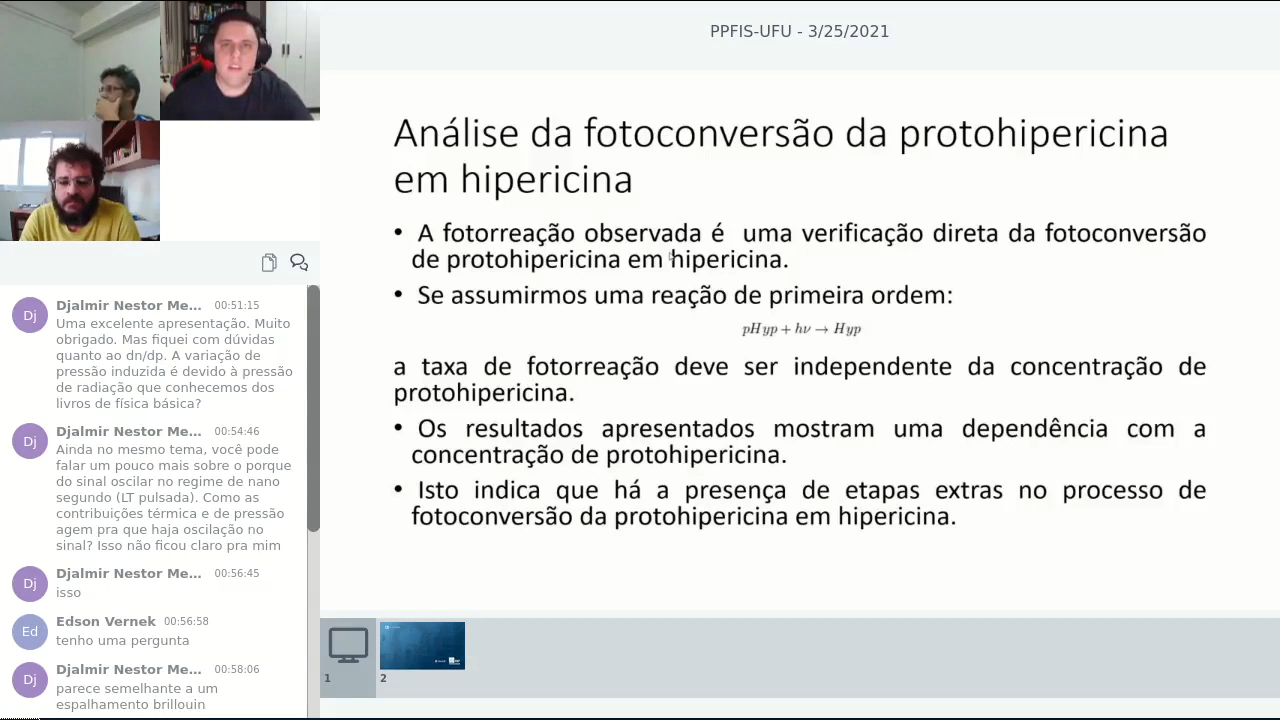 PPFIS-UFU - 3/25/2021
Análise da fotoconversão da protohipericina
em hipericina
• A fotorreação observada é uma verificação direta da fotoconversão
de protohipericina em hipericina.
• Se assumirmos uma reação de primeira ordem:
pHyp + hν → Hyp
a taxa de fotorreação deve ser independente da concentração de
protohipericina.
• Os resultados apresentados mostram uma dependência com a
concentração de protohipericina.
• Isto indica que há a presença de etapas extras no processo de
fotoconversão da protohipericina em hipericina.
Dj
Djalmir Nestor Me... 00:51:15
Uma excelente apresentação. Muito
obrigado. Mas fiquei com dúvidas
quanto ao dn/dp. A variação de
pressão induzida é devido à pressão
de radiação que conhecemos dos
livros de física básica?
Dj
Djalmir Nestor Me... 00:54:46
Ainda no mesmo tema, você pode
falar um pouco mais sobre o porque
do sinal oscilar no regime de nano
segundo (LT pulsada). Como as
contribuições térmica e de pressão
agem pra que haja oscilação no
sinal? Isso não ficou claro pra mim
Dj
Djalmir Nestor Me... 00:56:45
isso
Ed
Edson Vernek 00:56:58
tenho uma pergunta
Dj
Djalmir Nestor Me... 00:58:06
parece semelhante a um
espalhamento brillouin
1
2